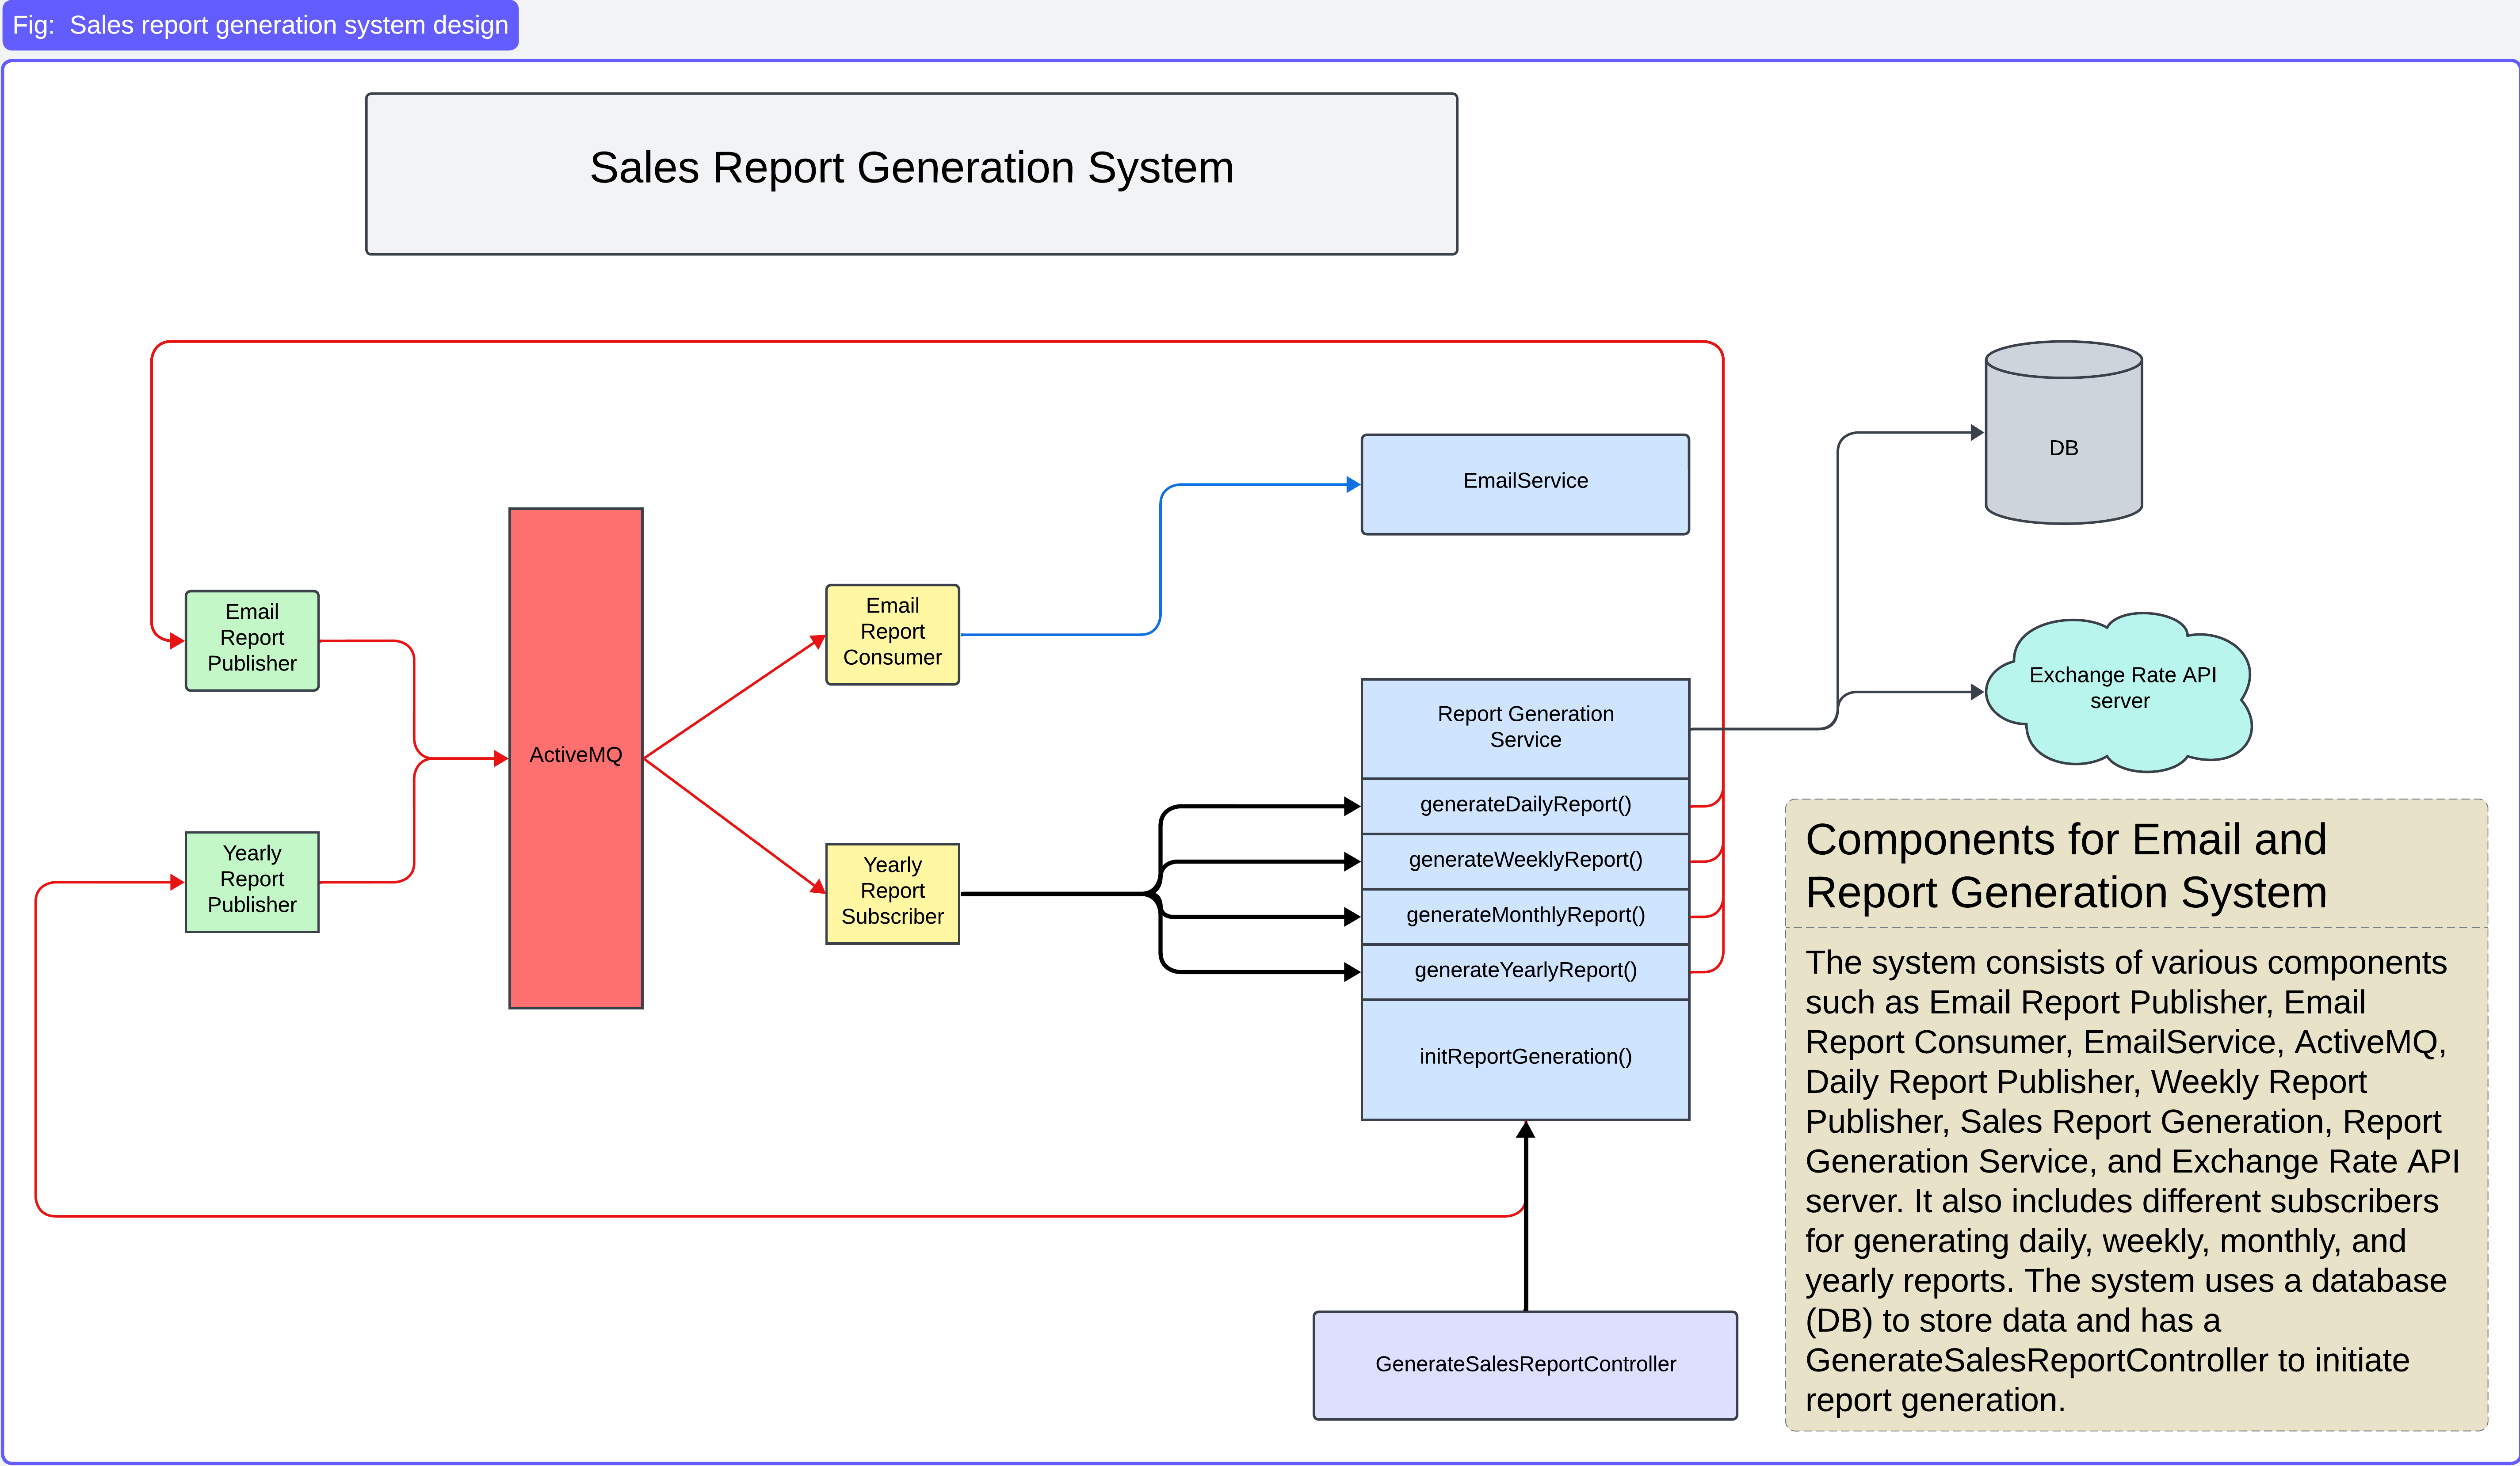 Fig:  Sales report generation system design
Sales Report Generation System
DB
EmailService
Email
Report
Publisher
Email
Report
Consumer
ActiveMQ
Exchange Rate API
server
Report Generation
Service
generateDailyReport()
generateWeeklyReport()
generateMonthlyReport()
generateYearlyReport()
initReportGeneration()
Yearly
Report
Publisher
Yearly
Report
Subscriber
GenerateSalesReportController
Components for Email and
Report Generation System
The system consists of various components
such as Email Report Publisher, Email
Report Consumer, EmailService, ActiveMQ,
Daily Report Publisher, Weekly Report
Publisher, Sales Report Generation, Report
Generation Service, and Exchange Rate API
server. It also includes different subscribers
for generating daily, weekly, monthly, and
yearly reports. The system uses a database
(DB) to store data and has a
GenerateSalesReportController to initiate
report generation.